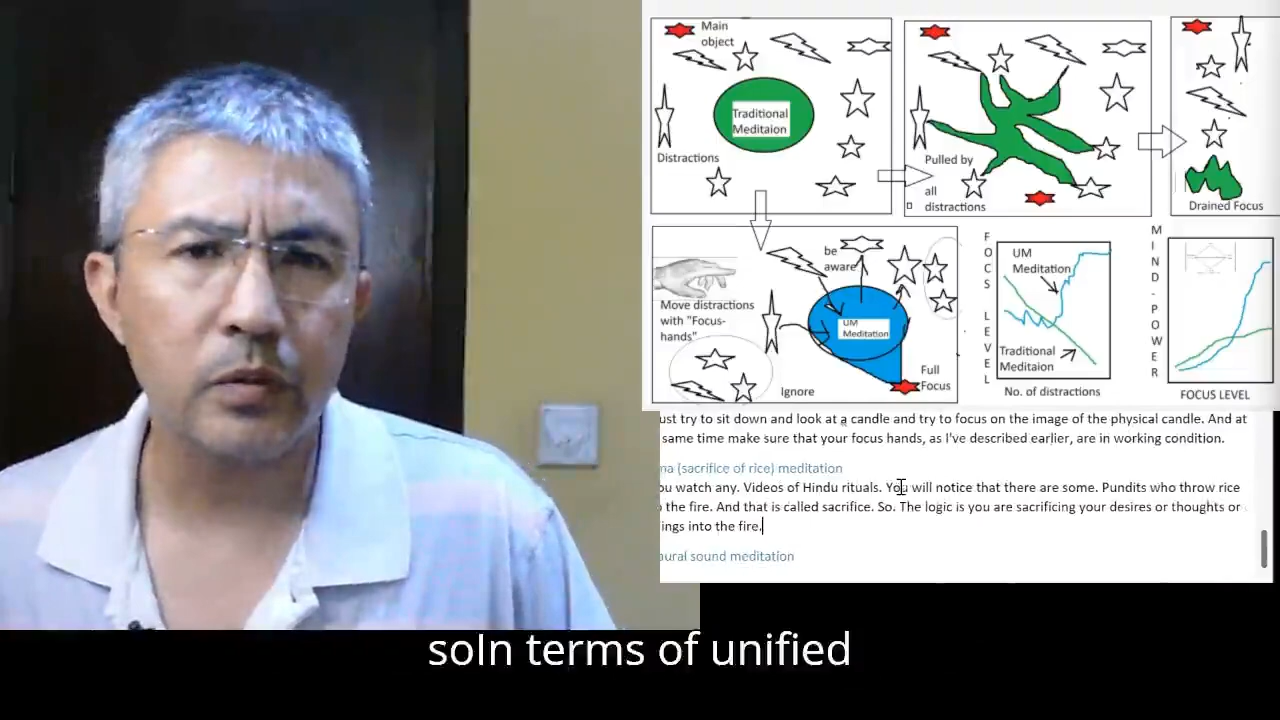 Main
object
Traditional
Meditaion
Distractions
Pulled by
all
distractions
Drained Focus
be
aware
Move distractions
with "Focus-
hands"
UM
Meditation
Ignore
Full
Focus
FOCS LEVEL
UM
Meditation
Traditional
Meditaion
No. of distractions
MIND-POWER
FOCUS LEVEL
ust try to sit down and look at a candle and try to focus on the image of the physical candle. And at
same time make sure that your focus hands, as I've described earlier, are in working condition.
ma (sacrifice of rice) meditation
ou watch any. Videos of Hindu rituals. You will notice that there are some. Pundits who throw rice
the fire. And that is called sacrifice. So. The logic is you are sacrificing your desires or thoughts or
ings into the fire.
aural sound meditation
soIn terms of unified